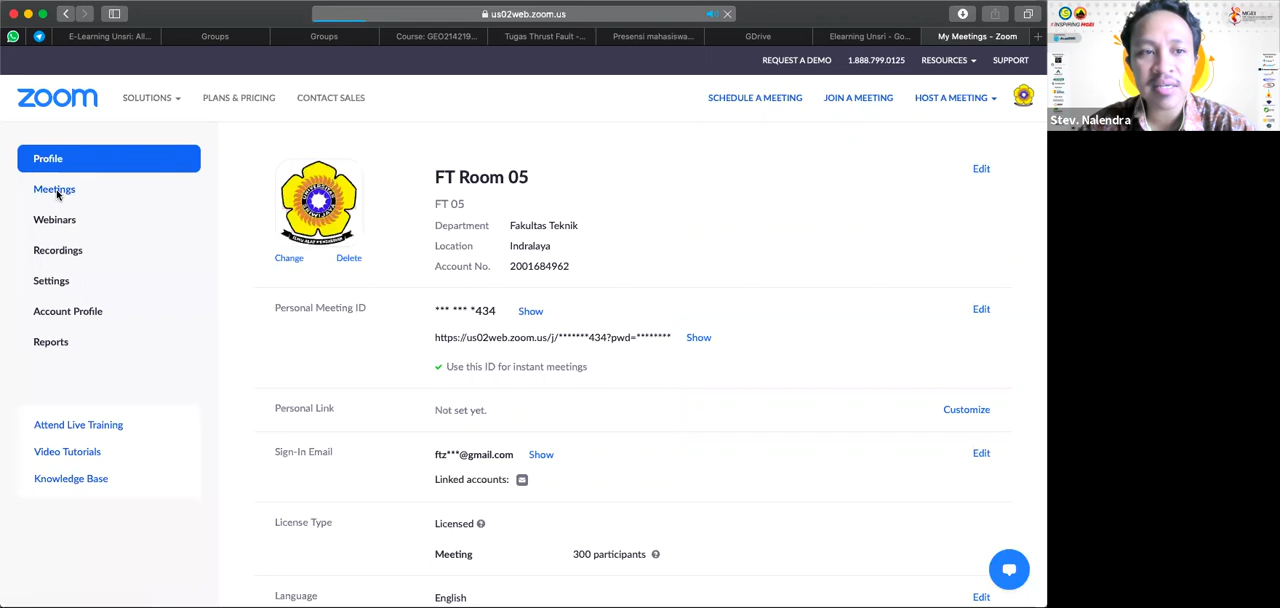 us02web.zoom.us
E-Learning Unsri: Ali...
Groups
Groups
Course: GEO214219...
Tugas Thrust Fault -...
Presensi mahasiswa...
GDrive
Elearning Unsri - Go...
My Meetings - Zoom
REQUEST A DEMO
1.888.799.0125
RESOURCES
SUPPORT
zoom
SOLUTIONS
PLANS & PRICING
CONTACT SALES
SCHEDULE A MEETING
JOIN A MEETING
HOST A MEETING
Stev. Nalendra
Profile
Meetings
Webinars
Recordings
Settings
Account Profile
Reports
Attend Live Training
Video Tutorials
Knowledge Base
Change
Delete
FT Room 05
Edit
FT 05
Department Fakultas Teknik
Location Indralaya
Account No. 2001684962
Personal Meeting ID
*** *** *434 Show
Edit
https://us02web.zoom.us/j/*******434?pwd=******** Show
Use this ID for instant meetings
Personal Link
Not set yet.
Customize
Sign-In Email
ftz***@gmail.com Show
Edit
Linked accounts:
License Type
Licensed
Meeting 300 participants
Language
English
Edit